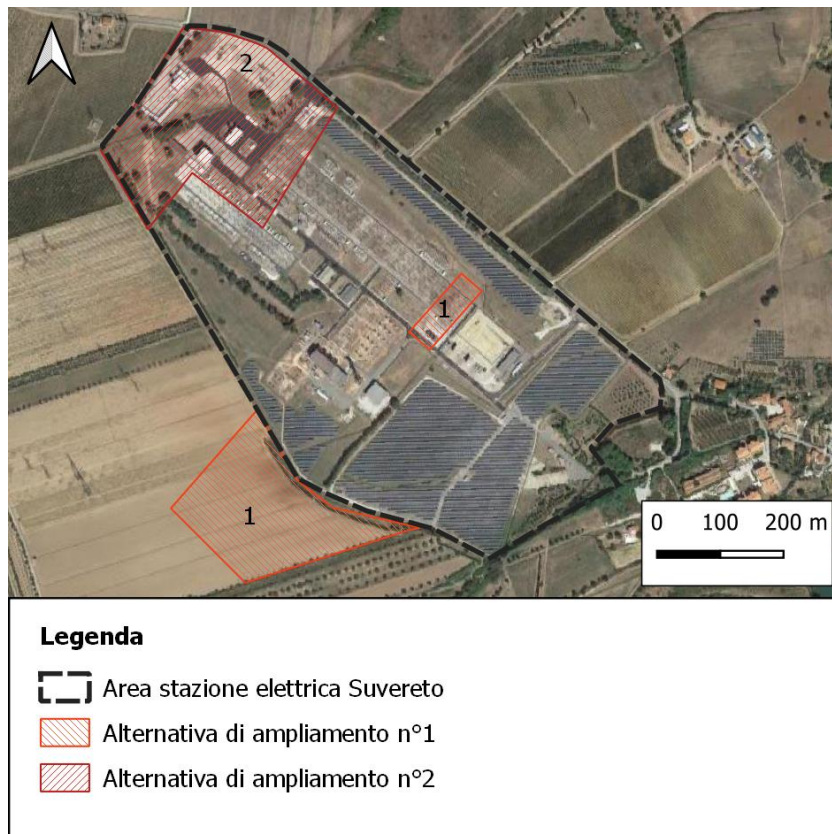 2
1
1
0 100 200 m
Legenda
Area stazione elettrica Suvereto
Alternativa di ampliamento n°1
Alternativa di ampliamento n°2